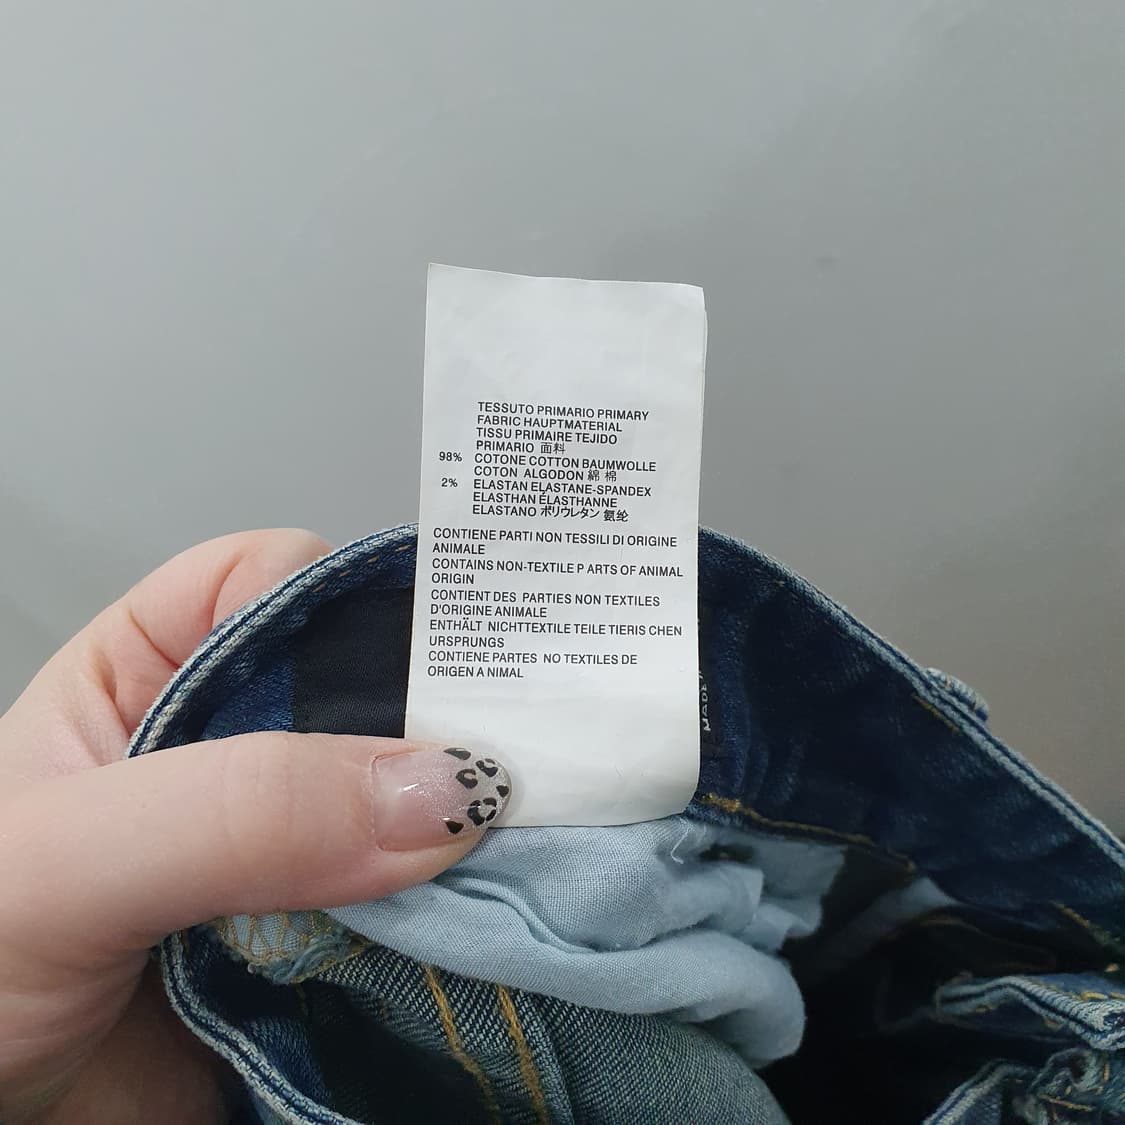 TESSUTO PRIMARIO PRIMARY
FABRIC HAUPTMATERIAL
TISSU PRIMAIRE TEJIDO
PRIMARIO 面料
98% COTONE COTTON BAUMWOLLE
COTON ALGODON 綿 棉
2% ELASTAN ELASTANE-SPANDEX
ELASTHAN ÉLASTHANNE
ELASTANO ポリウレタン 氨纶
CONTIENE PARTI NON TESSILI DI ORIGINE
ANIMALE
CONTAINS NON-TEXTILE P ARTS OF ANIMAL
ORIGIN
CONTIENT DES PARTIES NON TEXTILES
D'ORIGINE ANIMALE
ENTHÄLT NICHTTEXTILE TEILE TIERIS CHEN
URSPRUNGS
CONTIENE PARTES NO TEXTILES DE
ORIGEN A NIMAL
MADE